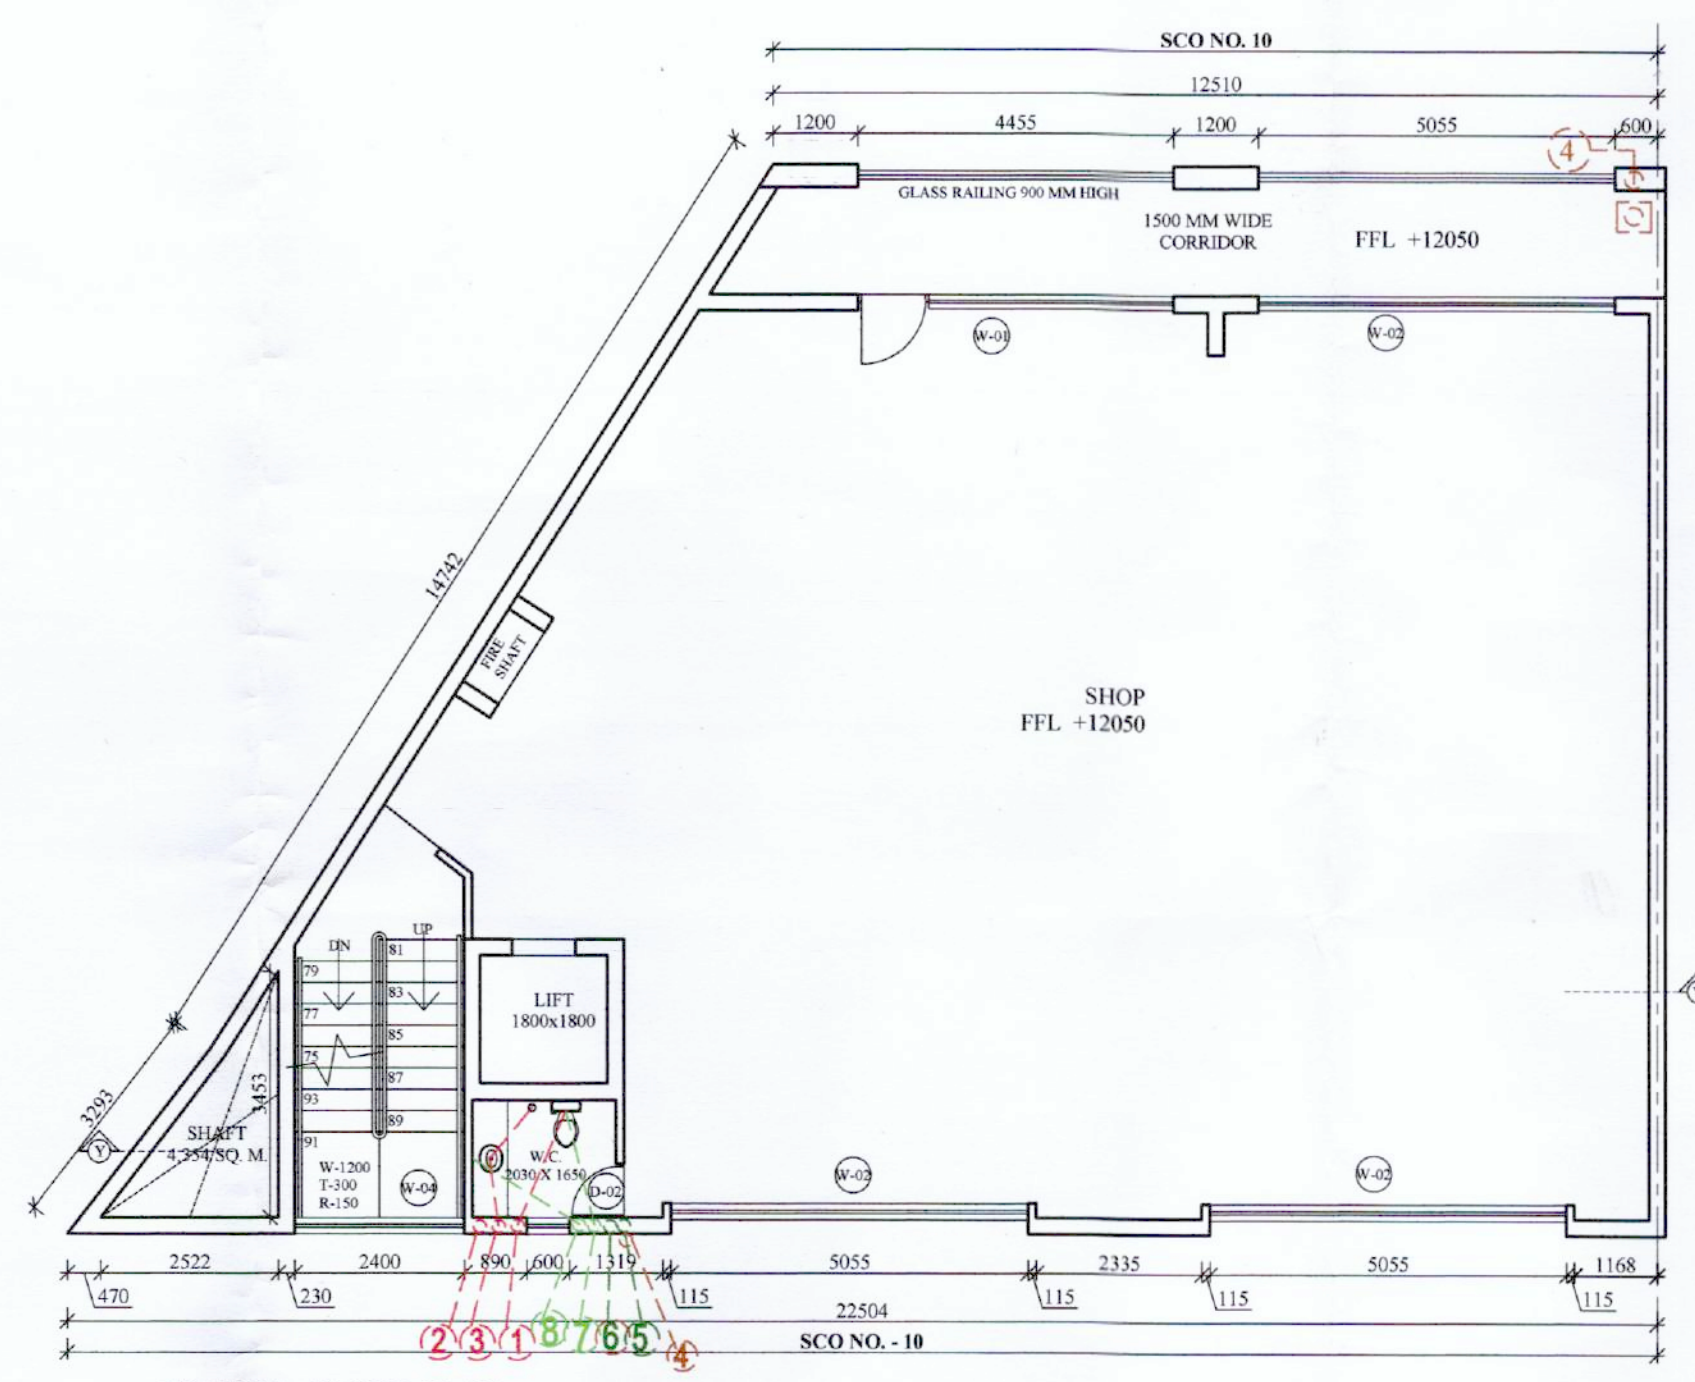 SCO NO. 10
12510
1200 4455 1200 5055 600
4
GLASS RAILING 900 MM HIGH
1500 MM WIDE
CORRIDOR
FFL +12050
W-01
W-02
14742
FIRE
SHAFT
SHOP
FFL +12050
DN
UP
81
79
83
77
85
75
87
93
89
91
LIFT
1800x1800
3453
3293
SHAFT
4.354 SQ. M.
Y
W-1200
T-300
R-150
W-04
W.C.
2030 X 1650
D-02
W-02
W-02
2522 2400 890 600 1319 5055 2335 5055 1168
470 230 115 115 115 115
22504
2 3 1 8 7 6 5 4
SCO NO. - 10